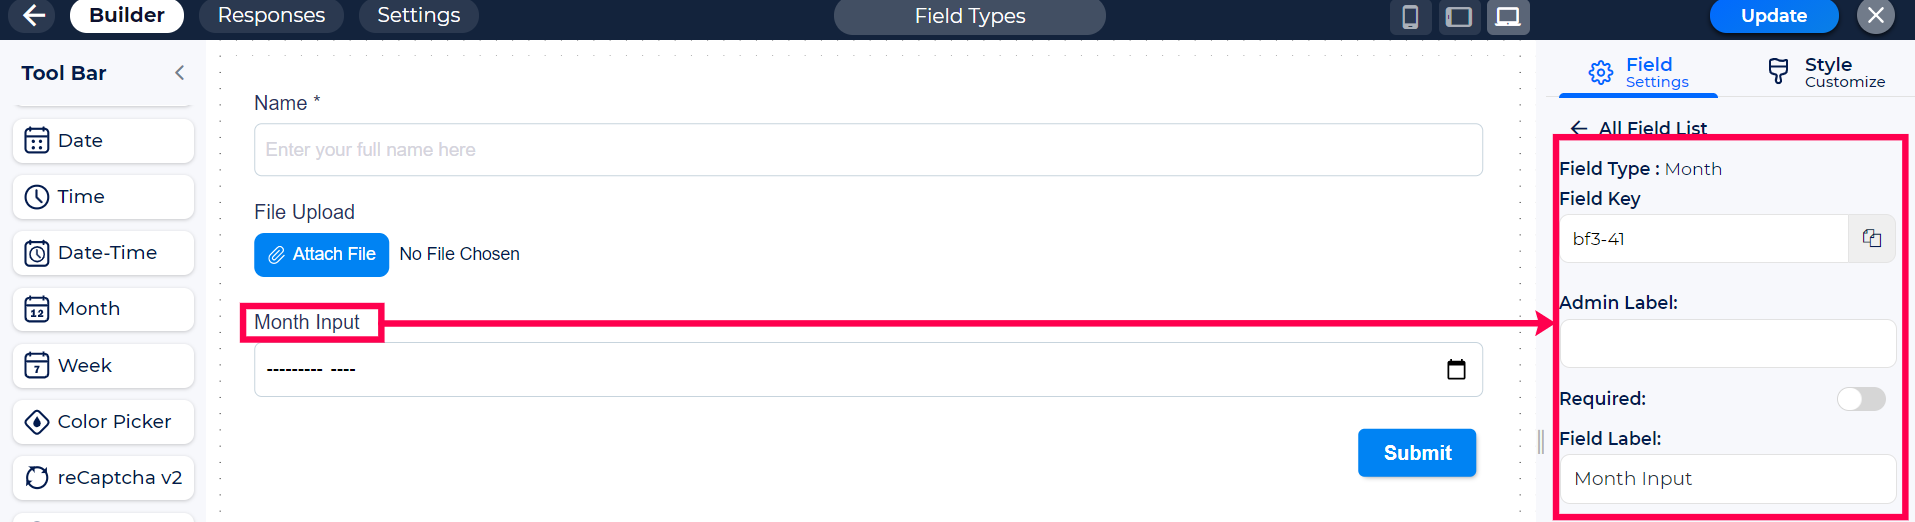 Builder Responses Settings Field Types Update
Tool Bar
Date
Time
Date-Time
Month
12
Week
7
Color Picker
reCaptcha v2
Name *
Enter your full name here
File Upload
Attach File No File Chosen
Month Input
--------- ----
Submit
Field
Settings
Style
Customize
All Field List
Field Type : Month
Field Key
bf3-41
Admin Label:
Required:
Field Label:
Month Input